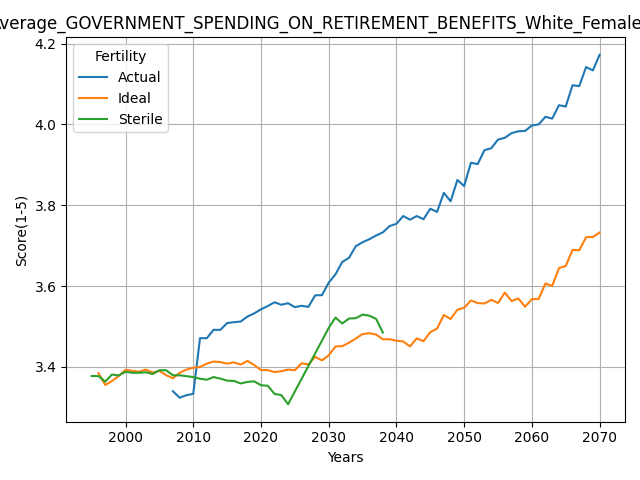 verage_GOVERNMENT_SPENDING_ON_RETIREMENT_BENEFITS_White_Female
Fertility
Actual
Ideal
Sterile
4.2
4.0
3.8
3.6
3.4
Score(1-5)
2000 2010 2020 2030 2040 2050 2060 2070
Years